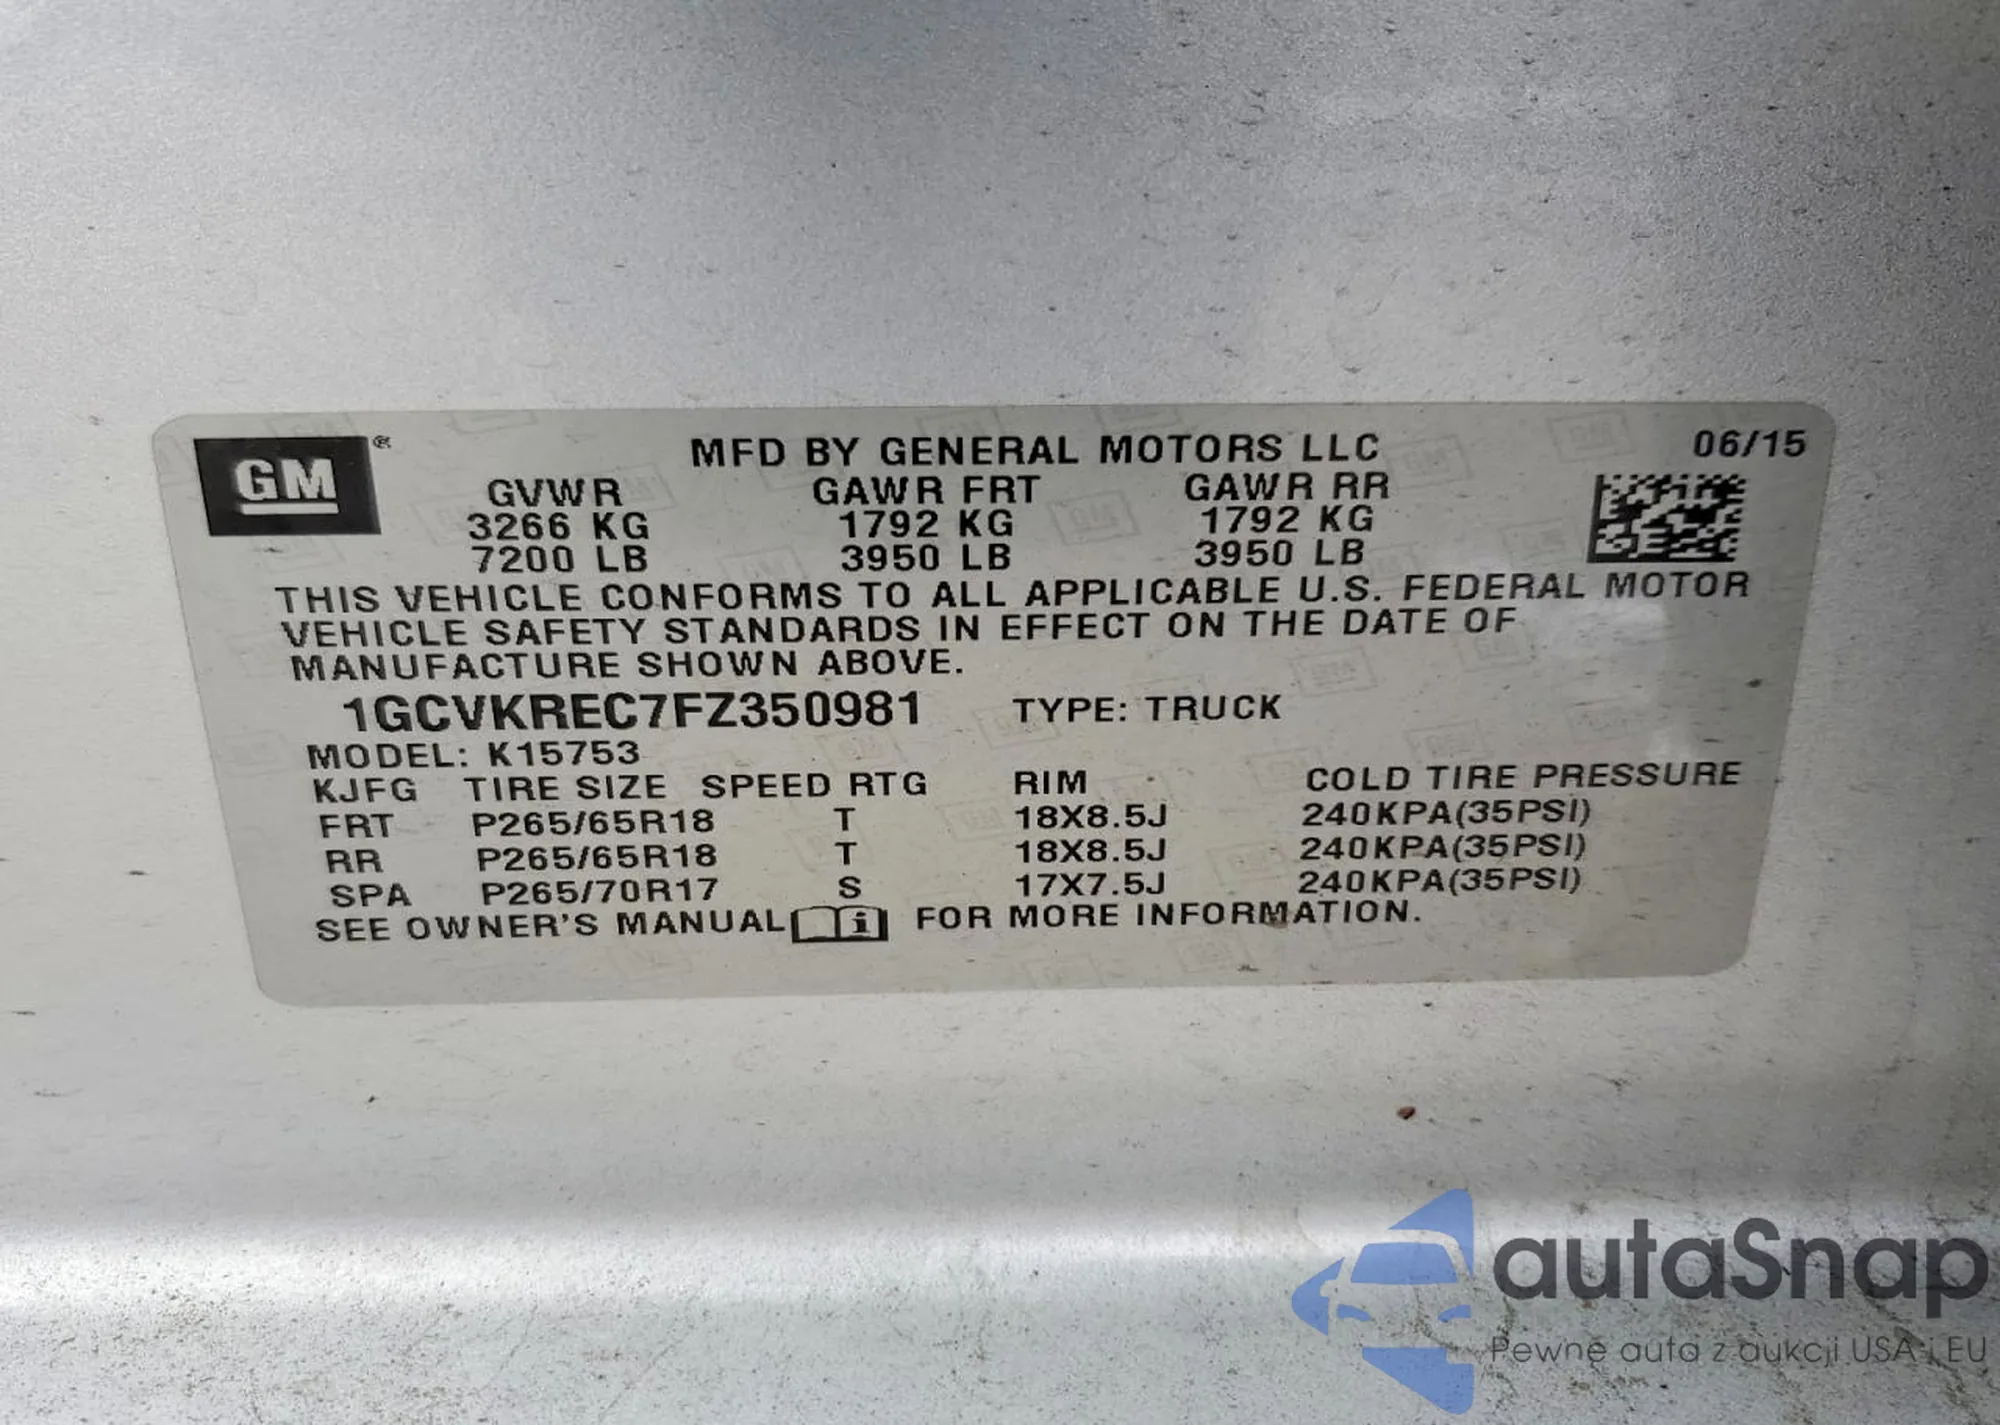 GM ®
MFD BY GENERAL MOTORS LLC 06/15
GVWR GAWR FRT GAWR RR
3266 KG 1792 KG 1792 KG
7200 LB 3950 LB 3950 LB
THIS VEHICLE CONFORMS TO ALL APPLICABLE U.S. FEDERAL MOTOR
VEHICLE SAFETY STANDARDS IN EFFECT ON THE DATE OF
MANUFACTURE SHOWN ABOVE.
1GCVKREC7FZ350981 TYPE: TRUCK
MODEL: K15753
KJFG TIRE SIZE SPEED RTG RIM COLD TIRE PRESSURE
FRT P265/65R18 T 18X8.5J 240KPA(35PSI)
RR P265/65R18 T 18X8.5J 240KPA(35PSI)
SPA P265/70R17 S 17X7.5J 240KPA(35PSI)
SEE OWNER'S MANUAL i FOR MORE INFORMATION.
autaSnap
Pewne auta z aukcji USA i EU